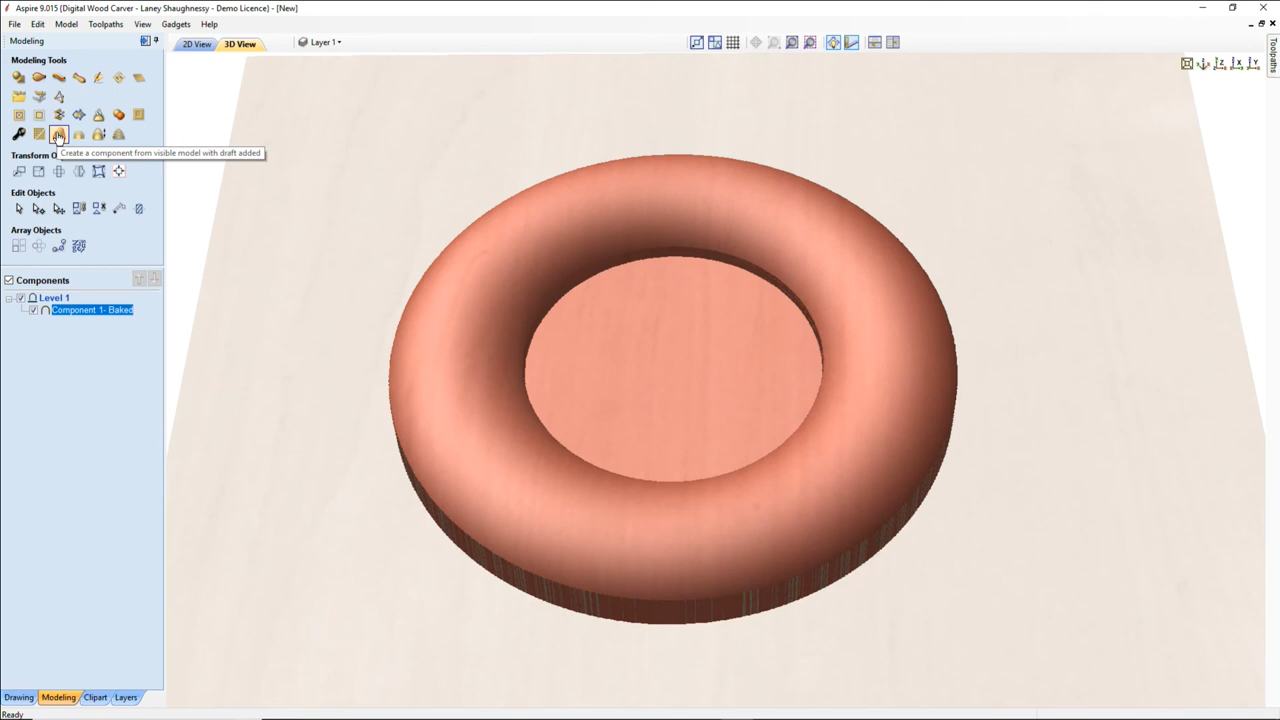 Aspire 9.015 (Digital Wood Carver - Laney Shaughnessy - Demo Licence) - [New]
File Edit Model Toolpaths View Gadgets Help
Modeling
2D View 3D View
Layer 1
Toolpaths
Modeling Tools
Z X Y
Create a component from visible model with draft added
Transform O
Edit Objects
Array Objects
Components
Level 1
Component 1- Baked
Drawing Modeling Clipart Layers
Ready